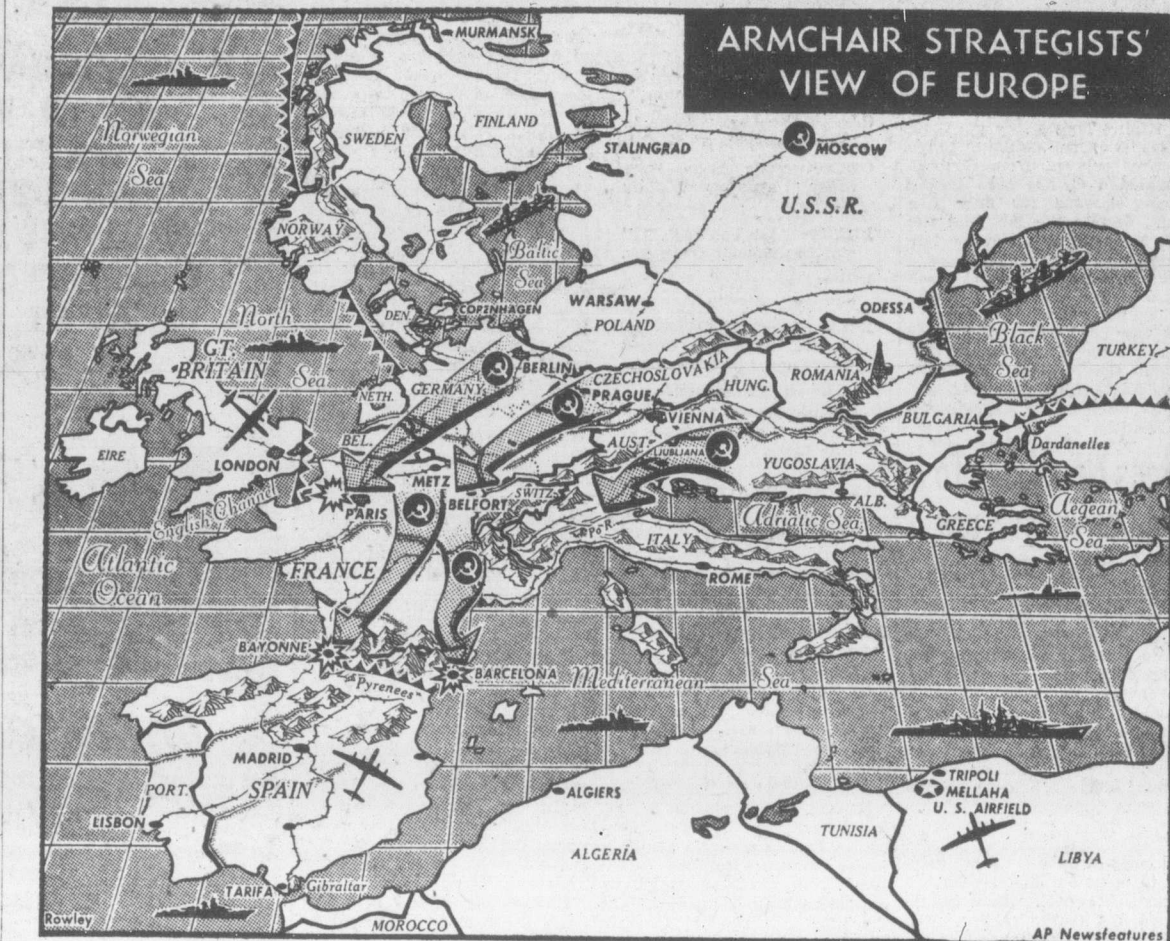 ARMCHAIR STRATEGISTS'
VIEW OF EUROPE
MURMANSK
Norwegian
Sea
SWEDEN
FINLAND
STALINGRAD
MOSCOW
U.S.S.R.
NORWAY
Baltic
Sea
DEN.
COPENHAGEN
WARSAW
POLAND
ODESSA
Black
Sea
TURKEY
North
Sea
GT.
BRITAIN
NETH.
GERMANY
BERLIN
CZECHOSLOVAKIA
PRAGUE
HUNG.
ROMANIA
BULGARIA
VIENNA
AUST.
LJUBLJANA
YUGOSLAVIA
Dardanelles
EIRE
LONDON
BEL.
METZ
BELFORT
SWITZ
PARIS
English Channel
PO R.
ITALY
Adriatic Sea
ALB.
GREECE
Aegean
Sea
Atlantic
Ocean
FRANCE
ROME
BAYONNE
BARCELONA
Pyrenees
Mediterranean
Sea
MADRID
SPAIN
PORT.
LISBON
ALGIERS
TRIPOLI
MELLAHA
U. S. AIRFIELD
TUNISIA
ALGERIA
LIBYA
TARIFA
Gibraltar
MOROCCO
Rowley
AP Newsfeatures